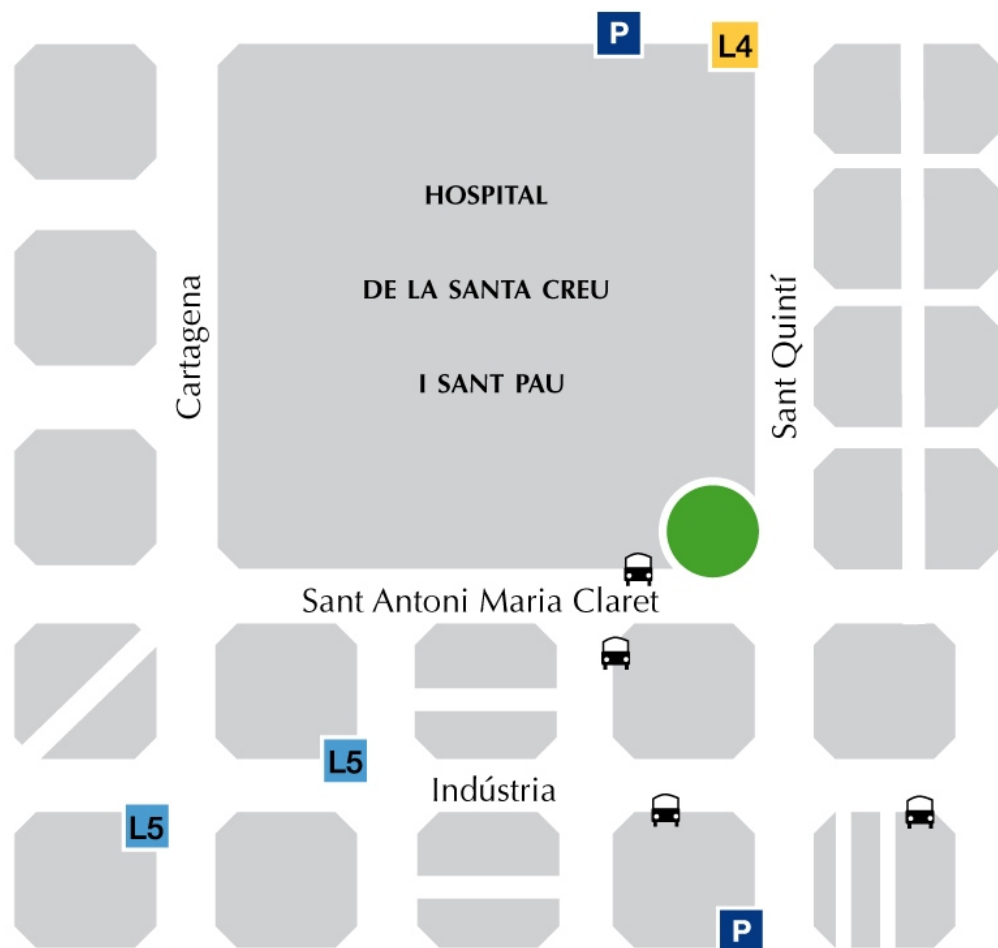 P
L4
HOSPITAL
DE LA SANTA CREU
I SANT PAU
Cartagena
Sant Quintí
Sant Antoni Maria Claret
L5
Indústria
L5
P